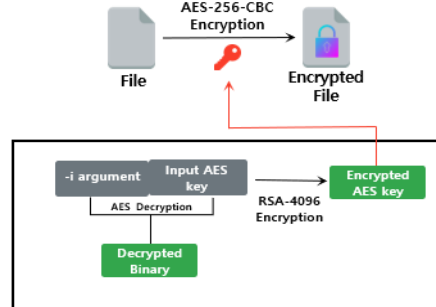 AES-256-CBC
Encryption
File
Encrypted
File
-i argument
Input AES
key
Encrypted
AES key
AES Decryption
RSA-4096
Encryption
Decrypted
Binary